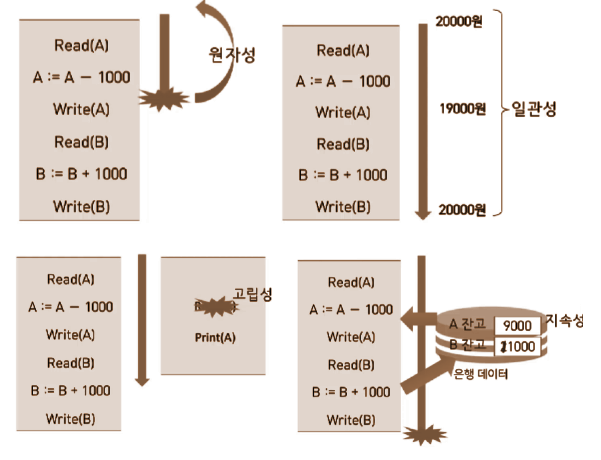 Read(A)
A := A − 1000
Write(A)
Read(B)
B := B + 1000
Write(B)
원자성
Read(A)
A := A − 1000
Write(A)
Read(B)
B := B + 1000
Write(B)
20000원
19000원
20000원
일관성
Read(A)
A := A − 1000
Write(A)
Read(B)
B := B + 1000
Write(B)
고립성
Print(A)
Read(A)
A := A − 1000
Write(A)
Read(B)
B := B + 1000
Write(B)
A 잔고 9000
B 잔고 11000
지속성
은행 데이터